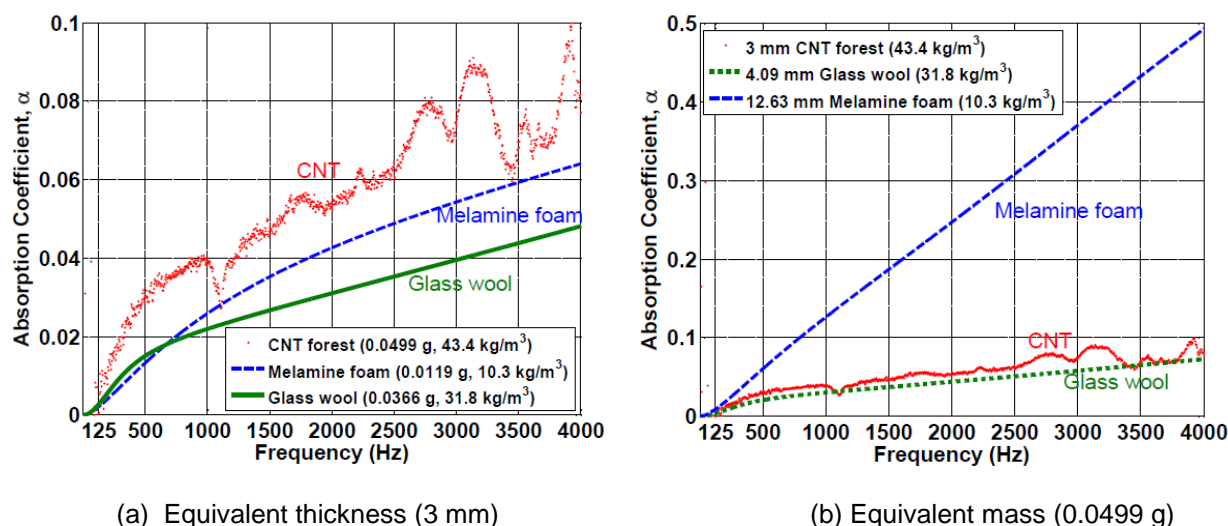 0.1
0.08
0.06
0.04
0.02
0
Absorption Coefficient, α
CNT
Melamine foam
Glass wool
CNT forest (0.0499 g, 43.4 kg/m³)
Melamine foam (0.0119 g, 10.3 kg/m³)
Glass wool (0.0366 g, 31.8 kg/m³)
125 500 1000 1500 2000 2500 3000 3500 4000
Frequency (Hz)
(a) Equivalent thickness (3 mm)
0.5
0.4
0.3
0.2
0.1
0
Absorption Coefficient, α
3 mm CNT forest (43.4 kg/m³)
4.09 mm Glass wool (31.8 kg/m³)
12.63 mm Melamine foam (10.3 kg/m³)
Melamine foam
CNT
Glass wool
125 500 1000 1500 2000 2500 3000 3500 4000
Frequency (Hz)
(b) Equivalent mass (0.0499 g)